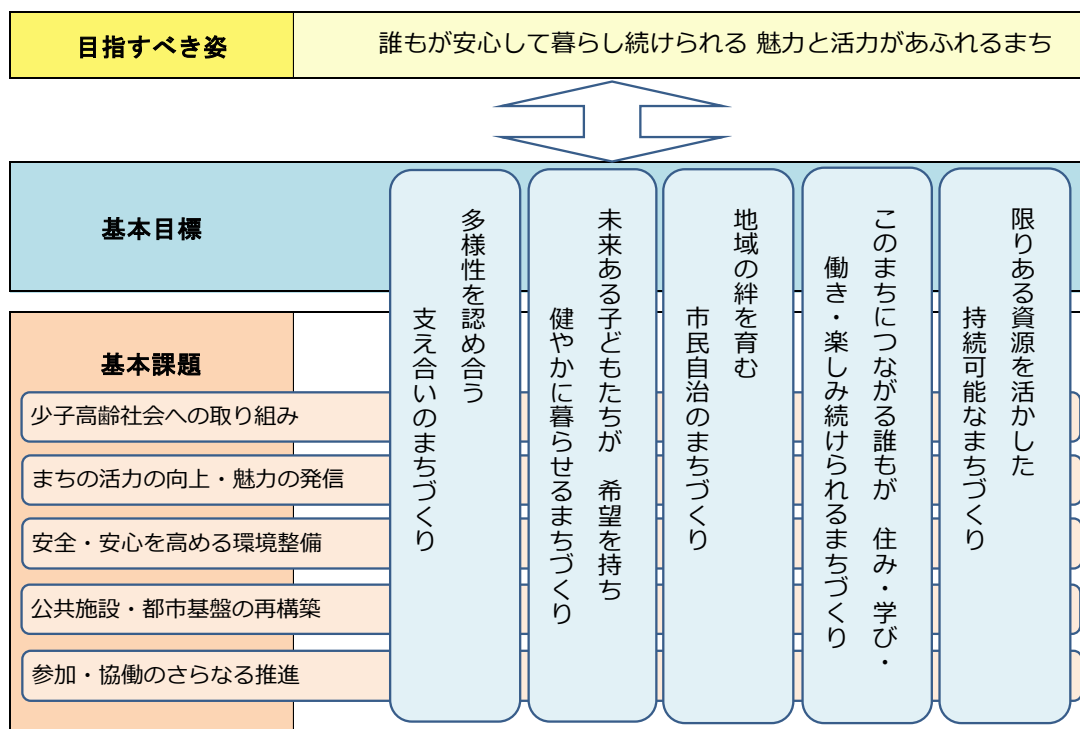 目指すべき姿
誰もが安心して暮らし続けられる 魅力と活力があふれるまち
基本目標
多様性を認め合う
支え合いのまちづくり
未来ある子どもたちが 希望を持ち
健やかに暮らせるまちづくり
地域の絆を育む
市民自治のまちづくり
このまちにつながる誰もが 住み・学び・
働き・楽しみ続けられるまちづくり
限りある資源を活かした
持続可能なまちづくり
基本課題
少子高齢社会への取り組み
まちの活力の向上・魅力の発信
安全・安心を高める環境整備
公共施設・都市基盤の再構築
参加・協働のさらなる推進